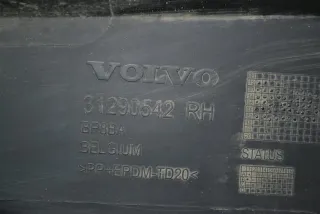 VOLVO
31290542 RH
BELGIUM
>PP+EPDM-TD20<
STATUS